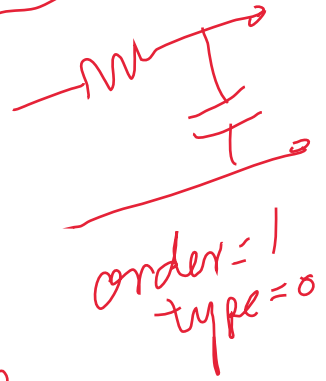 order = 1
type = 0